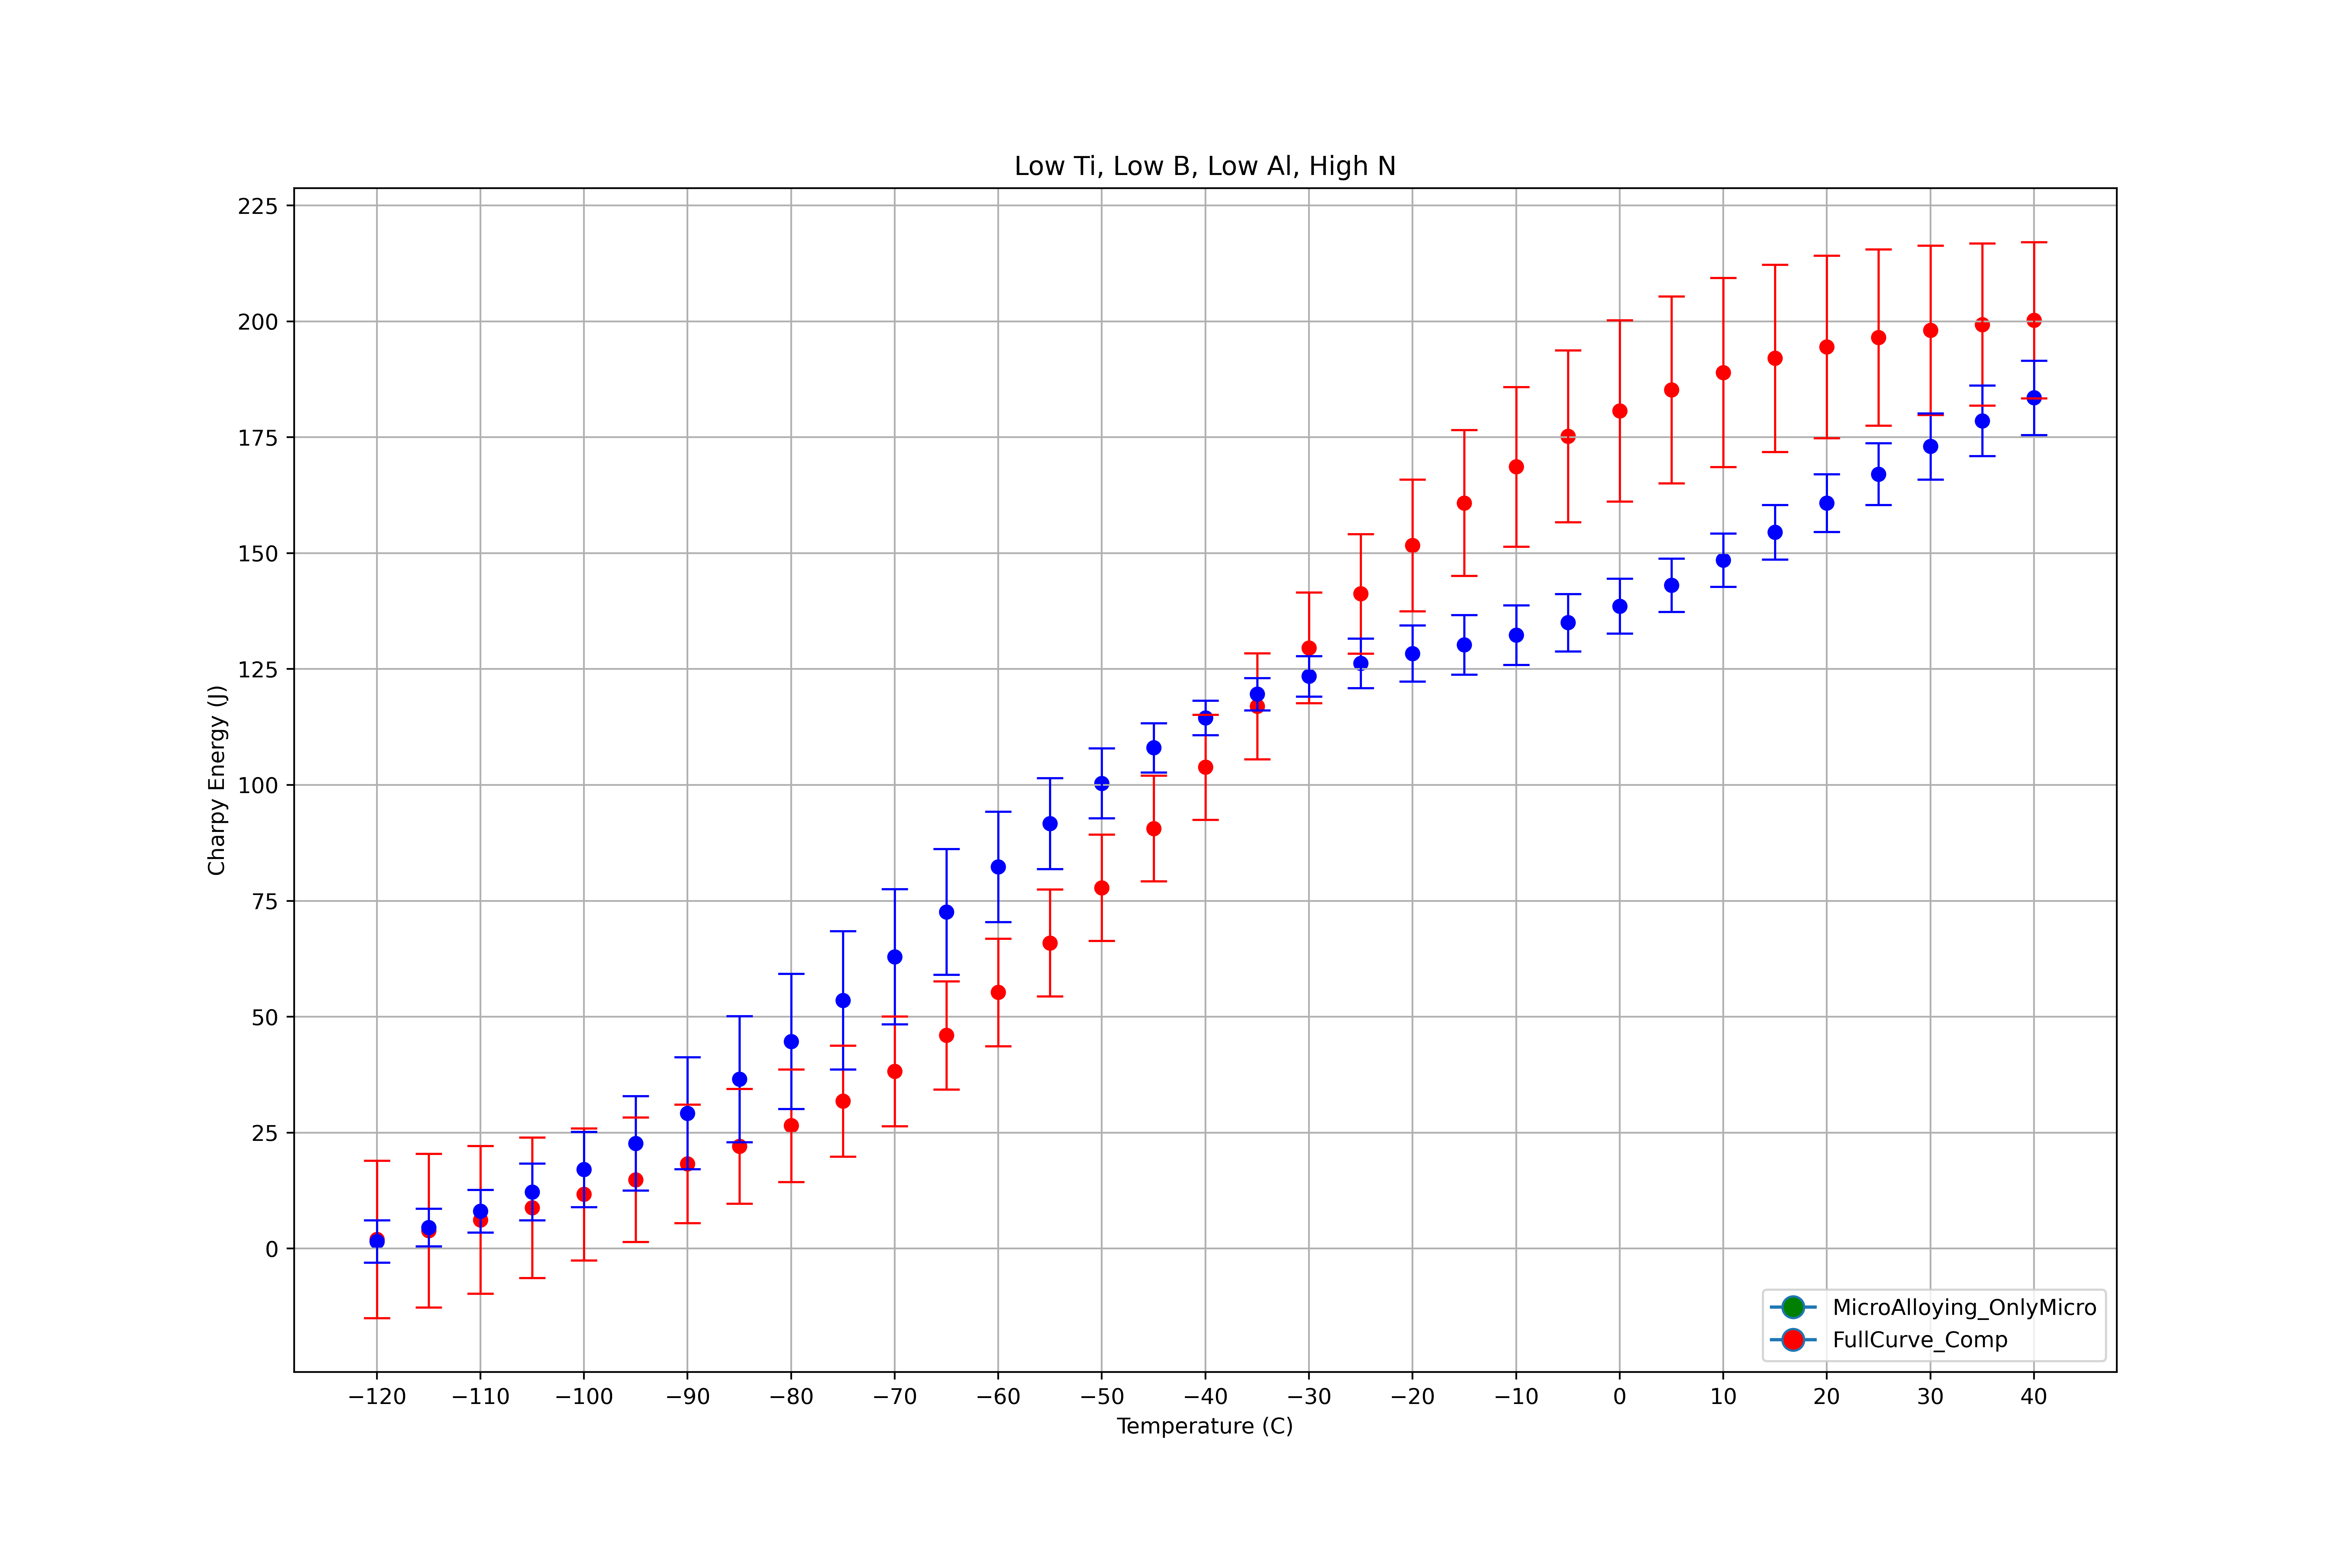 Low Ti, Low B, Low Al, High N
225
200
175
150
125
100
75
50
25
0
Charpy Energy (J)
−120 −110 −100 −90 −80 −70 −60 −50 −40 −30 −20 −10 0 10 20 30 40
Temperature (C)
MicroAlloying_OnlyMicro
FullCurve_Comp